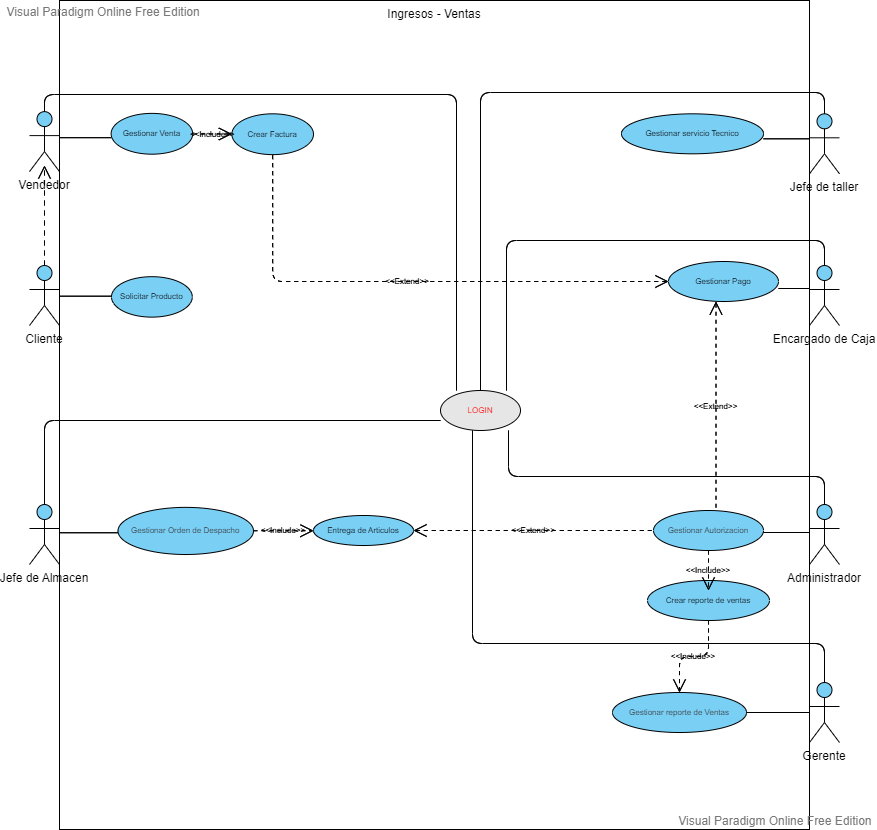 Visual Paradigm Online Free Edition
Ingresos - Ventas
Gestionar Venta
<<Include>>
Crear Factura
Gestionar servicio Tecnico
Vendedor
Jefe de taller
Solicitar Producto
<<Extend>>
Gestionar Pago
Cliente
Encargado de Caja
<<Extend>>
LOGIN
Gestionar Orden de Despacho
<<Include>>
Entrega de Articulos
<<Extend>>
Gestionar Autorizacion
Jefe de Almacen
<<Include>>
Administrador
Crear reporte de ventas
<<Include>>
Gestionar reporte de Ventas
Gerente
Visual Paradigm Online Free Edition